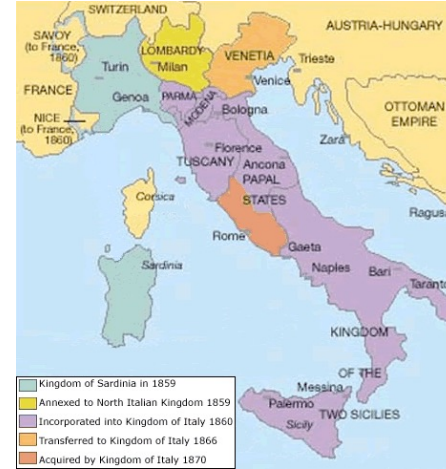 SWITZERLAND
AUSTRIA-HUNGARY
SAVOY
(to France,
1860)
LOMBARDY
Milan
VENETIA
Trieste
Turin
Venice
FRANCE
Genoa
PARMA
MODENA
Bologna
OTTOMAN
EMPIRE
NICE
(to France,
1860)
Florence
Zara
TUSCANY
Ancona
PAPAL
STATES
Corsica
Ragus
Rome
Gaeta
Sardinia
Naples
Bari
Taranto
KINGDOM
OF THE
TWO SICILIES
Messina
Palermo
Sicily
Kingdom of Sardinia in 1859
Annexed to North Italian Kingdom 1859
Incorporated into Kingdom of Italy 1860
Transferred to Kingdom of Italy 1866
Acquired by Kingdom of Italy 1870